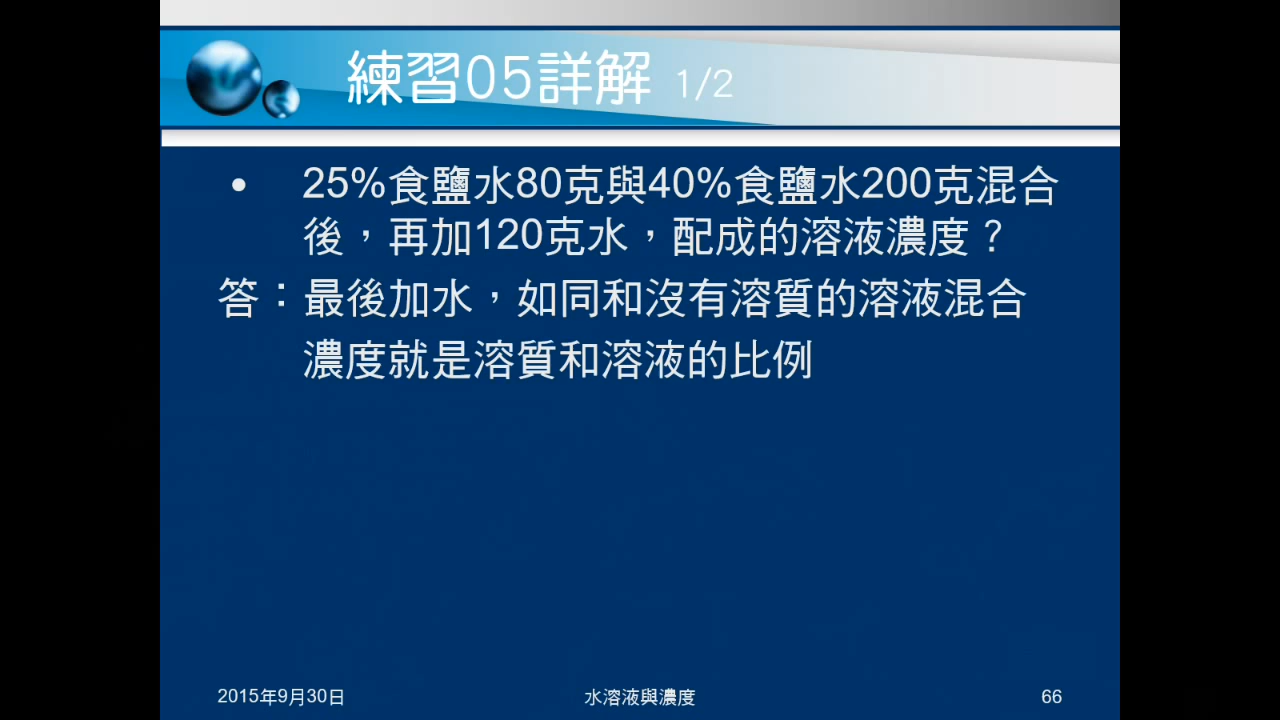 練習05詳解 1/2
• 25%食鹽水80克與40%食鹽水200克混合
後，再加120克水，配成的溶液濃度？
答：最後加水，如同和沒有溶質的溶液混合
濃度就是溶質和溶液的比例
2015年9月30日 水溶液與濃度 66